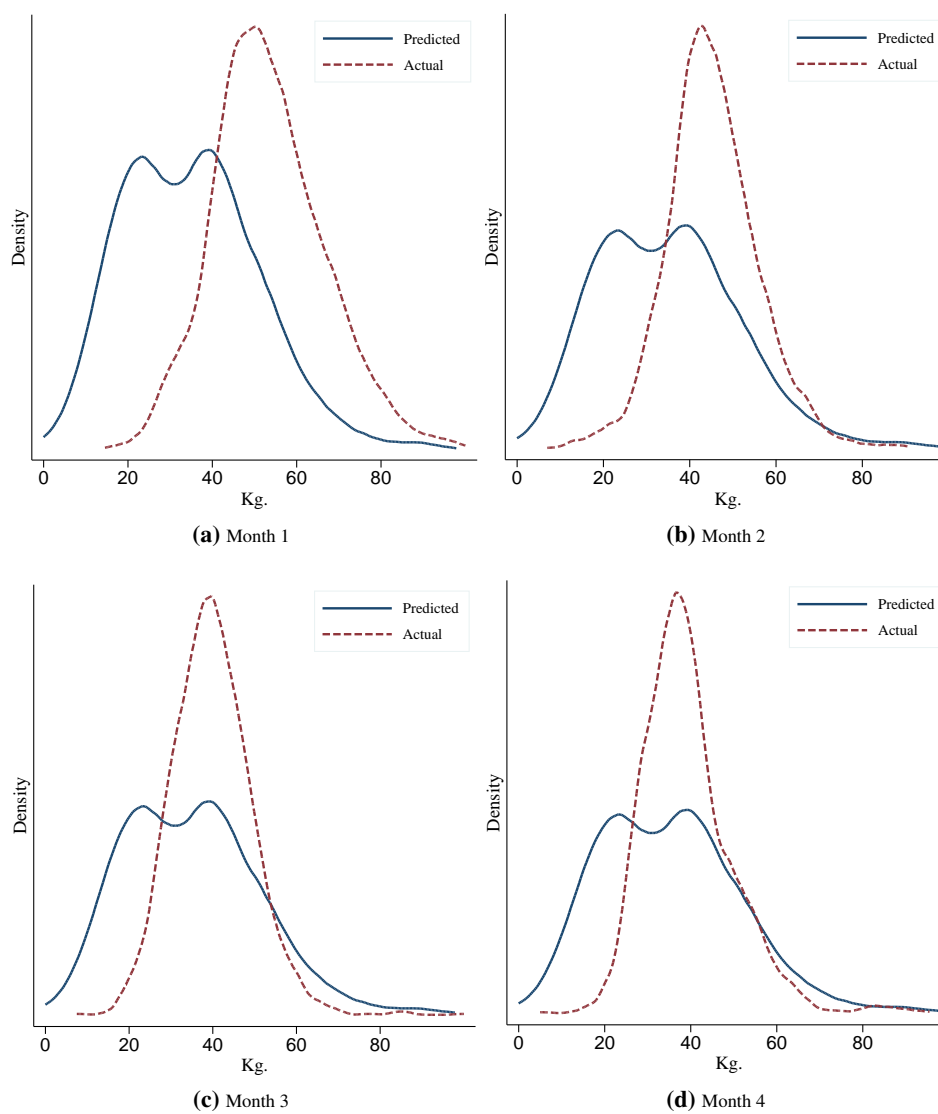 Predicted
Actual
Density
0 20 40 60 80
Kg.
(a) Month 1
Predicted
Actual
Density
0 20 40 60 80
Kg.
(b) Month 2
Predicted
Actual
Density
0 20 40 60 80
Kg.
(c) Month 3
Predicted
Actual
Density
0 20 40 60 80
Kg.
(d) Month 4